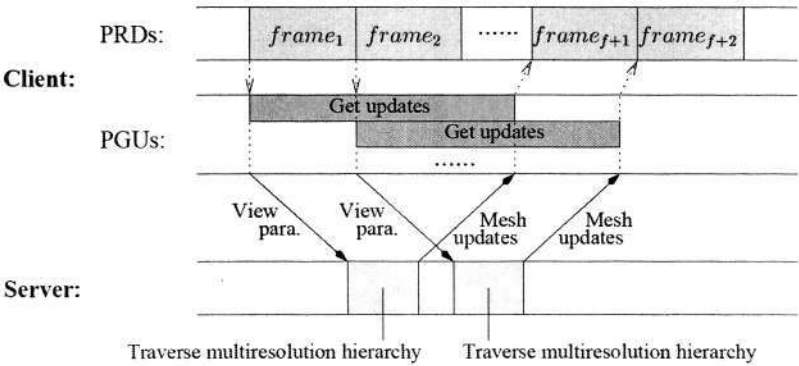 PRDs:
frame1
frame2
......
framef+1
framef+2
Client:
Get updates
PGUs:
Get updates
......
View
para.
View
para.
Mesh
updates
Mesh
updates
Server:
Traverse multiresolution hierarchy
Traverse multiresolution hierarchy